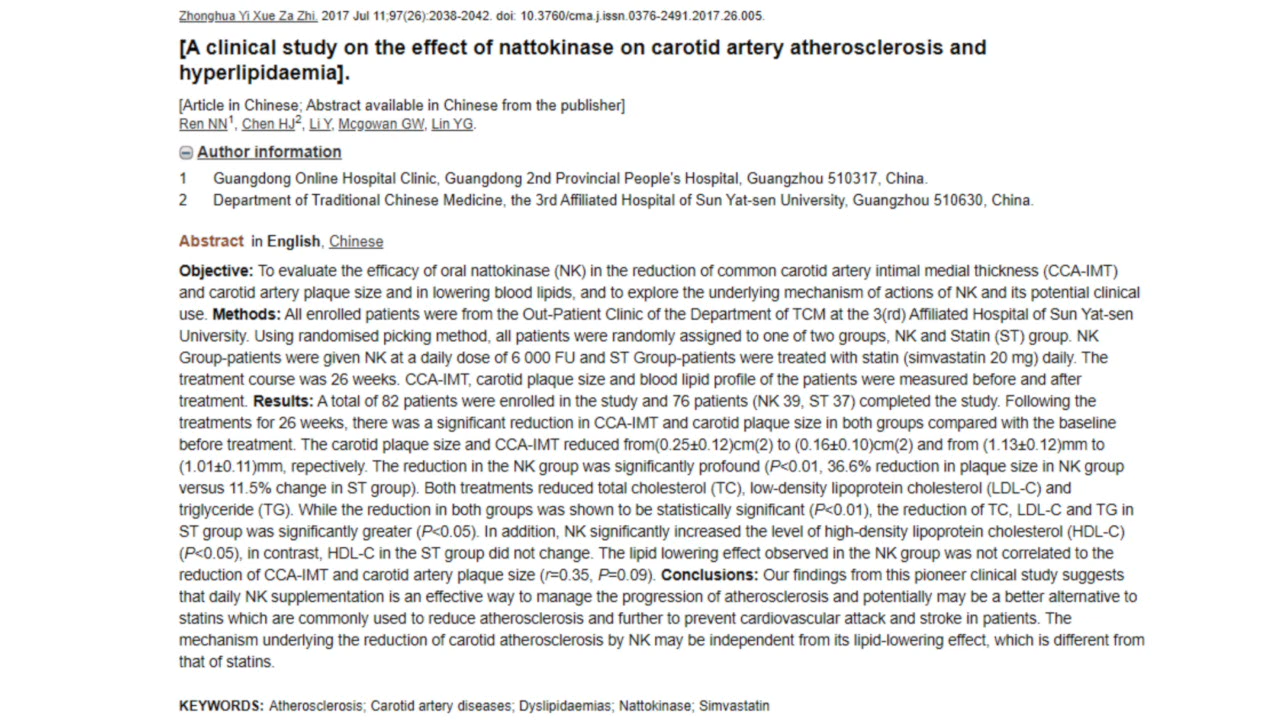 Zhonghua Yi Xue Za Zhi. 2017 Jul 11;97(26):2038-2042. doi: 10.3760/cma.j.issn.0376-2491.2017.26.005.
[A clinical study on the effect of nattokinase on carotid artery atherosclerosis and
hyperlipidaemia].
[Article in Chinese; Abstract available in Chinese from the publisher]
Ren NN1, Chen HJ2, Li Y, Mcgowan GW, Lin YG.
Author information
1 Guangdong Online Hospital Clinic, Guangdong 2nd Provincial People's Hospital, Guangzhou 510317, China.
2 Department of Traditional Chinese Medicine, the 3rd Affiliated Hospital of Sun Yat-sen University, Guangzhou 510630, China.
Abstract in English, Chinese
Objective: To evaluate the efficacy of oral nattokinase (NK) in the reduction of common carotid artery intimal medial thickness (CCA-IMT)
and carotid artery plaque size and in lowering blood lipids, and to explore the underlying mechanism of actions of NK and its potential clinical
use. Methods: All enrolled patients were from the Out-Patient Clinic of the Department of TCM at the 3(rd) Affiliated Hospital of Sun Yat-sen
University. Using randomised picking method, all patients were randomly assigned to one of two groups, NK and Statin (ST) group. NK
Group-patients were given NK at a daily dose of 6 000 FU and ST Group-patients were treated with statin (simvastatin 20 mg) daily. The
treatment course was 26 weeks. CCA-IMT, carotid plaque size and blood lipid profile of the patients were measured before and after
treatment. Results: A total of 82 patients were enrolled in the study and 76 patients (NK 39, ST 37) completed the study. Following the
treatments for 26 weeks, there was a significant reduction in CCA-IMT and carotid plaque size in both groups compared with the baseline
before treatment. The carotid plaque size and CCA-IMT reduced from(0.25±0.12)cm(2) to (0.16±0.10)cm(2) and from (1.13±0.12)mm to
(1.01±0.11)mm, repectively. The reduction in the NK group was significantly profound (P<0.01, 36.6% reduction in plaque size in NK group
versus 11.5% change in ST group). Both treatments reduced total cholesterol (TC), low-density lipoprotein cholesterol (LDL-C) and
triglyceride (TG). While the reduction in both groups was shown to be statistically significant (P<0.01), the reduction of TC, LDL-C and TG in
ST group was significantly greater (P<0.05). In addition, NK significantly increased the level of high-density lipoprotein cholesterol (HDL-C)
(P<0.05), in contrast, HDL-C in the ST group did not change. The lipid lowering effect observed in the NK group was not correlated to the
reduction of CCA-IMT and carotid artery plaque size (r=0.35, P=0.09). Conclusions: Our findings from this pioneer clinical study suggests
that daily NK supplementation is an effective way to manage the progression of atherosclerosis and potentially may be a better alternative to
statins which are commonly used to reduce atherosclerosis and further to prevent cardiovascular attack and stroke in patients. The
mechanism underlying the reduction of carotid atherosclerosis by NK may be independent from its lipid-lowering effect, which is different from
that of statins.
KEYWORDS: Atherosclerosis; Carotid artery diseases; Dyslipidaemias; Nattokinase; Simvastatin